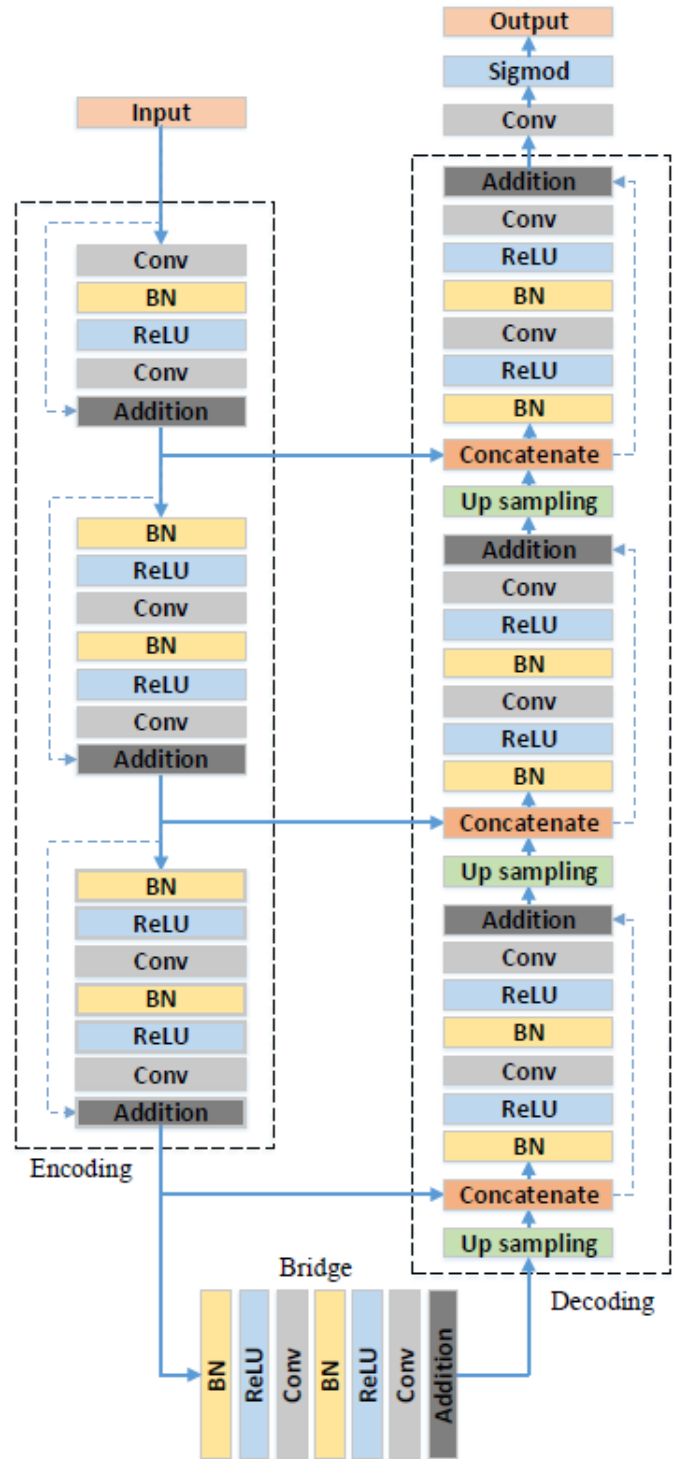 Input
Conv
BN
ReLU
Conv
Addition
BN
ReLU
Conv
BN
ReLU
Conv
Addition
BN
ReLU
Conv
BN
ReLU
Conv
Addition
Encoding
Bridge
BN
ReLU
Conv
BN
ReLU
Conv
Addition
Output
Sigmod
Conv
Addition
Conv
ReLU
BN
Conv
ReLU
BN
Concatenate
Up sampling
Addition
Conv
ReLU
BN
Conv
ReLU
BN
Concatenate
Up sampling
Addition
Conv
ReLU
BN
Conv
ReLU
BN
Concatenate
Up sampling
Decoding